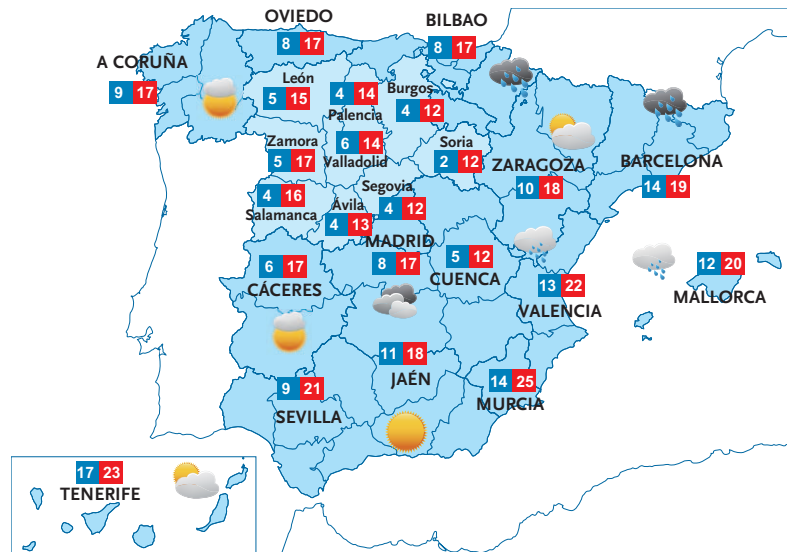 OVIEDO
8 17
BILBAO
8 17
A CORUÑA
9 17
León
5 15
4 14
Palencia
Burgos
4 12
Zamora
5 17
6 14
Valladolid
Soria
2 12
ZARAGOZA
10 18
BARCELONA
14 19
4 16
Salamanca
Ávila
4 13
Segovia
4 12
MADRID
8 17
5 12
CUENCA
6 17
CÁCERES
13 22
VALENCIA
12 20
MALLORCA
11 18
JAÉN
9 21
SEVILLA
14 25
MURCIA
17 23
TENERIFE